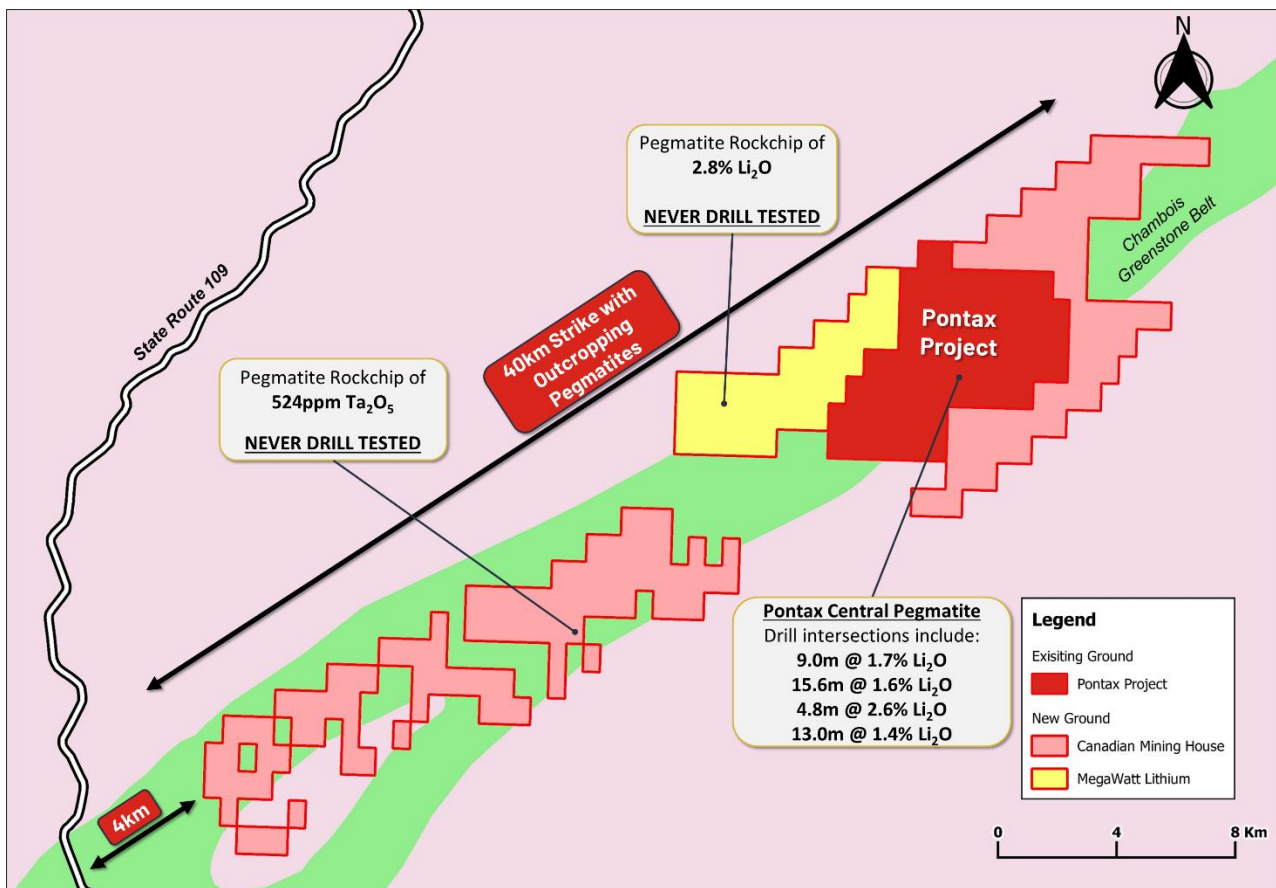 N
Pegmatite Rockchip of
2.8% Li₂O
NEVER DRILL TESTED
Chambois
Greenstone Belt
State Route 109
40km Strike with
Outcropping
Pegmatites
Pontax
Project
Pegmatite Rockchip of
524ppm Ta₂O₅
NEVER DRILL TESTED
Pontax Central Pegmatite
Drill intersections include:
9.0m @ 1.7% Li₂O
15.6m @ 1.6% Li₂O
4.8m @ 2.6% Li₂O
13.0m @ 1.4% Li₂O
Legend
Exisiting Ground
Pontax Project
New Ground
Canadian Mining House
MegaWatt Lithium
4km
0 4 8 Km